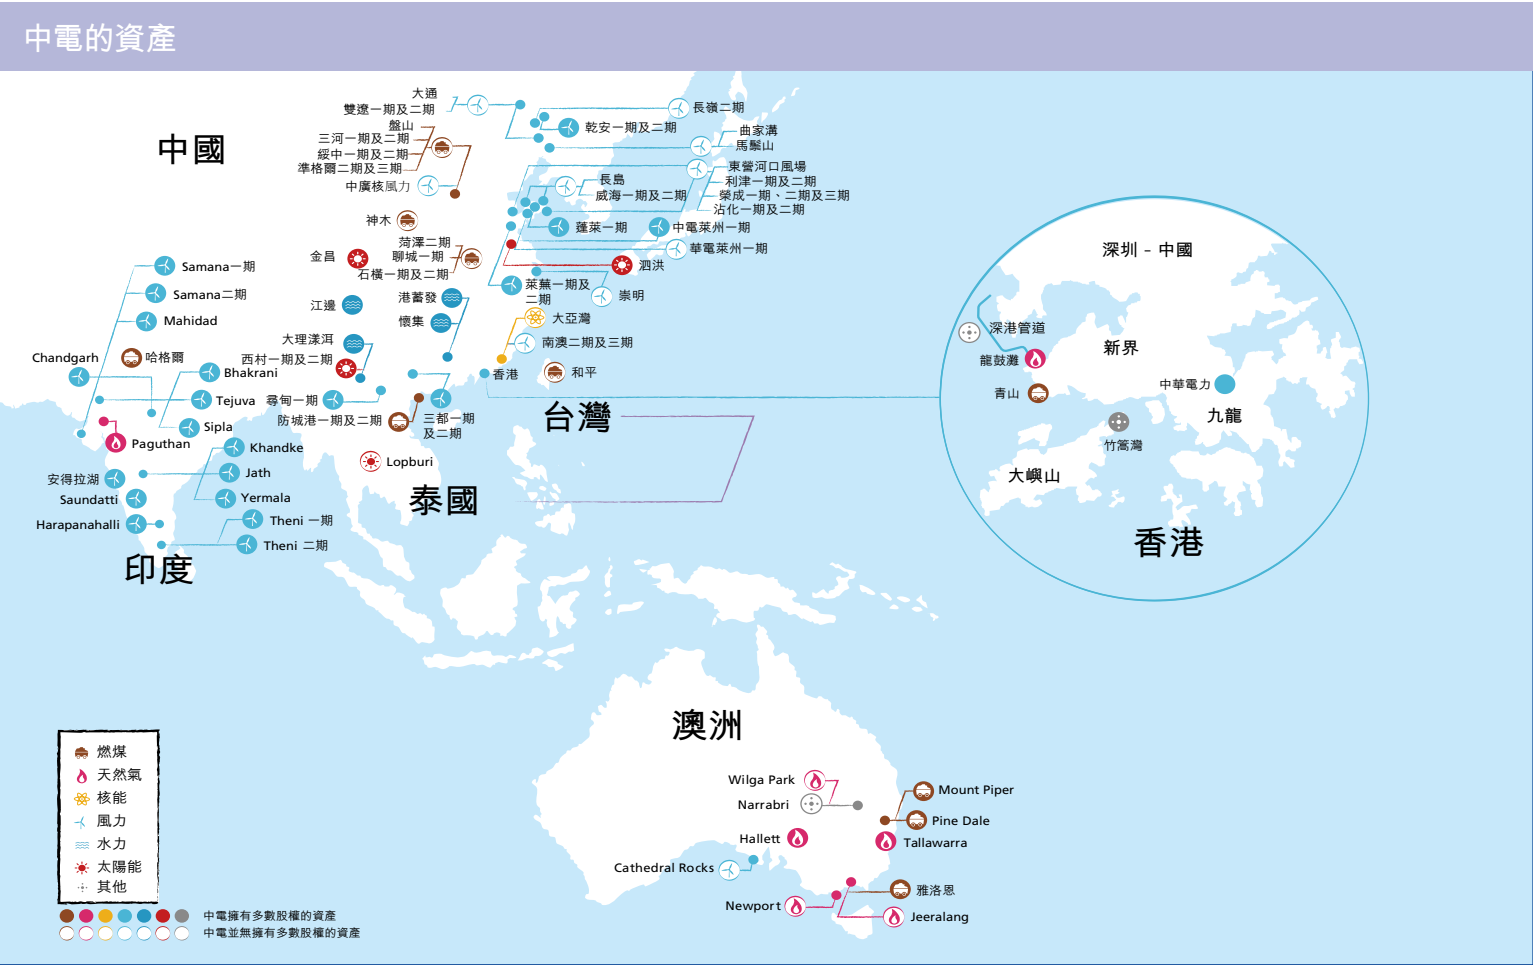 中電的資產
中國
大通
雙遼一期及二期
盤山
三河一期及二期
綏中一期及二期
準格爾二期及三期
中廣核風力
神木
菏澤二期
金昌
聊城一期
石橫一期及二期
港蓄發
江邊
懷集
大理漾洱
西村一期及二期
尋甸一期
防城港一期及二期
三都一期
及二期
長嶺二期
乾安一期及二期
曲家溝
馬鬃山
東營河口風場
利津一期及二期
榮成一期、二期及三期
沾化一期及二期
長島
威海一期及二期
蓬萊一期
中電萊州一期
華電萊州一期
泗洪
萊蕪一期及
二期
崇明
大亞灣
南澳二期及三期
香港
和平
台灣
Lopburi
泰國
Samana一期
Samana二期
Mahidad
Chandgarh
哈格爾
Bhakrani
Tejuva
Sipla
Paguthan
Khandke
安得拉湖
Jath
Saundatti
Yermala
Harapanahalli
Theni 一期
Theni 二期
印度
深圳 - 中國
深港管道
新界
龍鼓灘
青山
中華電力
九龍
竹篙灣
大嶼山
香港
澳洲
Wilga Park
Narrabri
Mount Piper
Pine Dale
Hallett
Tallawarra
Cathedral Rocks
雅洛恩
Newport
Jeeralang
燃煤
天然氣
核能
風力
水力
太陽能
其他
中電擁有多數股權的資產
中電並無擁有多數股權的資產